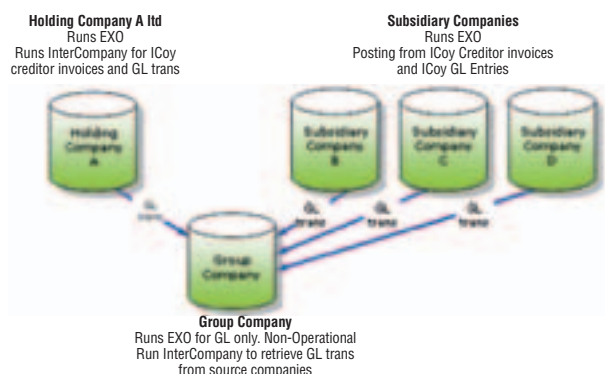 Holding Company A ltd
Runs EXO
Runs InterCompany for ICoy
creditor invoices and GL trans
Subsidiary Companies
Runs EXO
Posting from ICoy Creditor invoices
and ICoy GL Entries
Holding
Company
A
Subsidiary
Company
B
Subsidiary
Company
C
Subsidiary
Company
D
GL
trans
GL
trans
GL
trans
GL
trans
Group
Company
Group Company
Runs EXO for GL only. Non-Operational
Run InterCompany to retrieve GL trans
from source companies